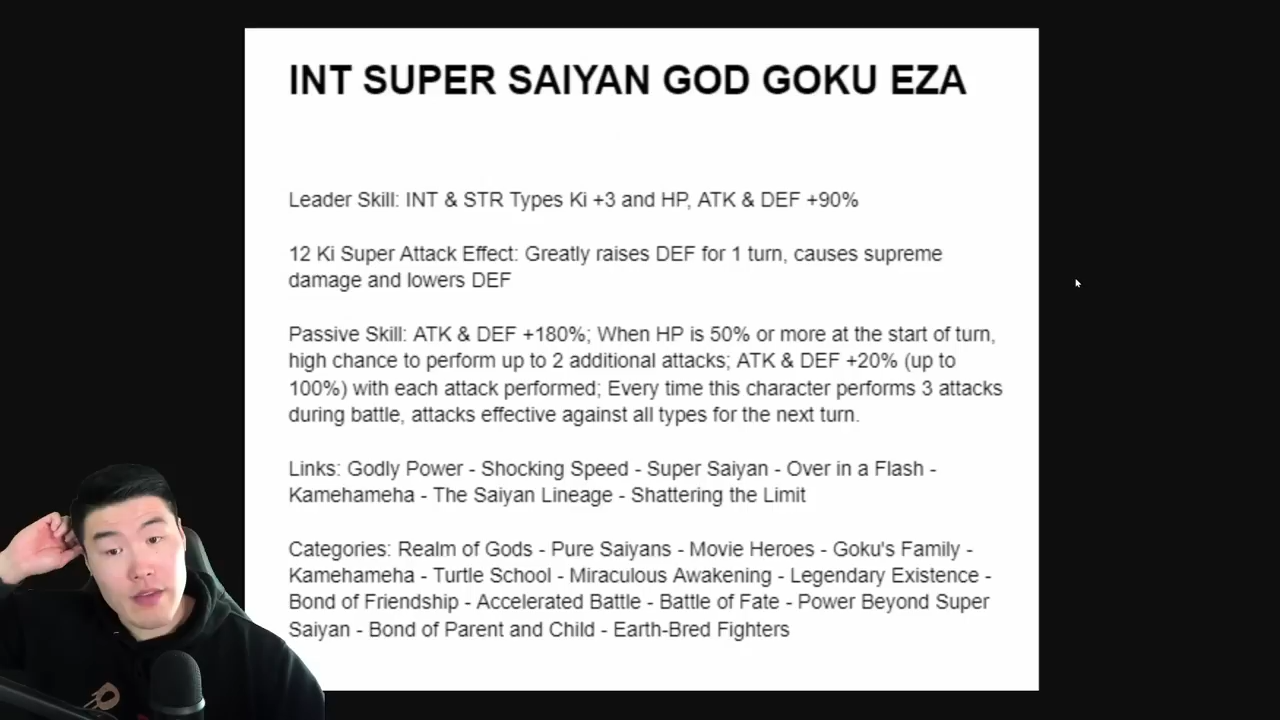 INT SUPER SAIYAN GOD GOKU EZA
Leader Skill: INT & STR Types Ki +3 and HP, ATK & DEF +90%
12 Ki Super Attack Effect: Greatly raises DEF for 1 turn, causes supreme
damage and lowers DEF
Passive Skill: ATK & DEF +180%; When HP is 50% or more at the start of turn,
high chance to perform up to 2 additional attacks; ATK & DEF +20% (up to
100%) with each attack performed; Every time this character performs 3 attacks
during battle, attacks effective against all types for the next turn.
Links: Godly Power - Shocking Speed - Super Saiyan - Over in a Flash -
Kamehameha - The Saiyan Lineage - Shattering the Limit
Categories: Realm of Gods - Pure Saiyans - Movie Heroes - Goku's Family -
Kamehameha - Turtle School - Miraculous Awakening - Legendary Existence -
Bond of Friendship - Accelerated Battle - Battle of Fate - Power Beyond Super
Saiyan - Bond of Parent and Child - Earth-Bred Fighters